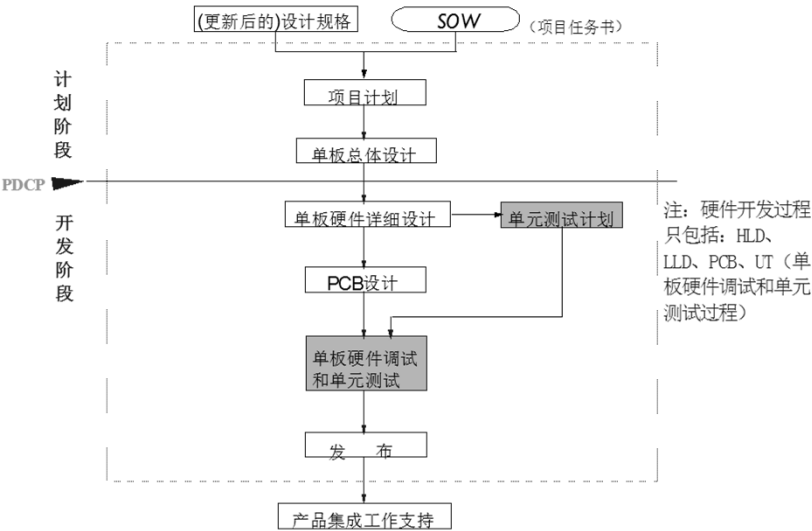 (更新后的)设计规格
SOW
（项目任务书）
计划阶段
项目计划
单板总体设计
PDCP
开发阶段
单板硬件详细设计
单元测试计划
注：硬件开发过程
只包括：HLD、
LLD、PCB、UT（单
板硬件调试和单元
测试过程）
PCB设计
单板硬件调试
和单元测试
发 布
产品集成工作支持